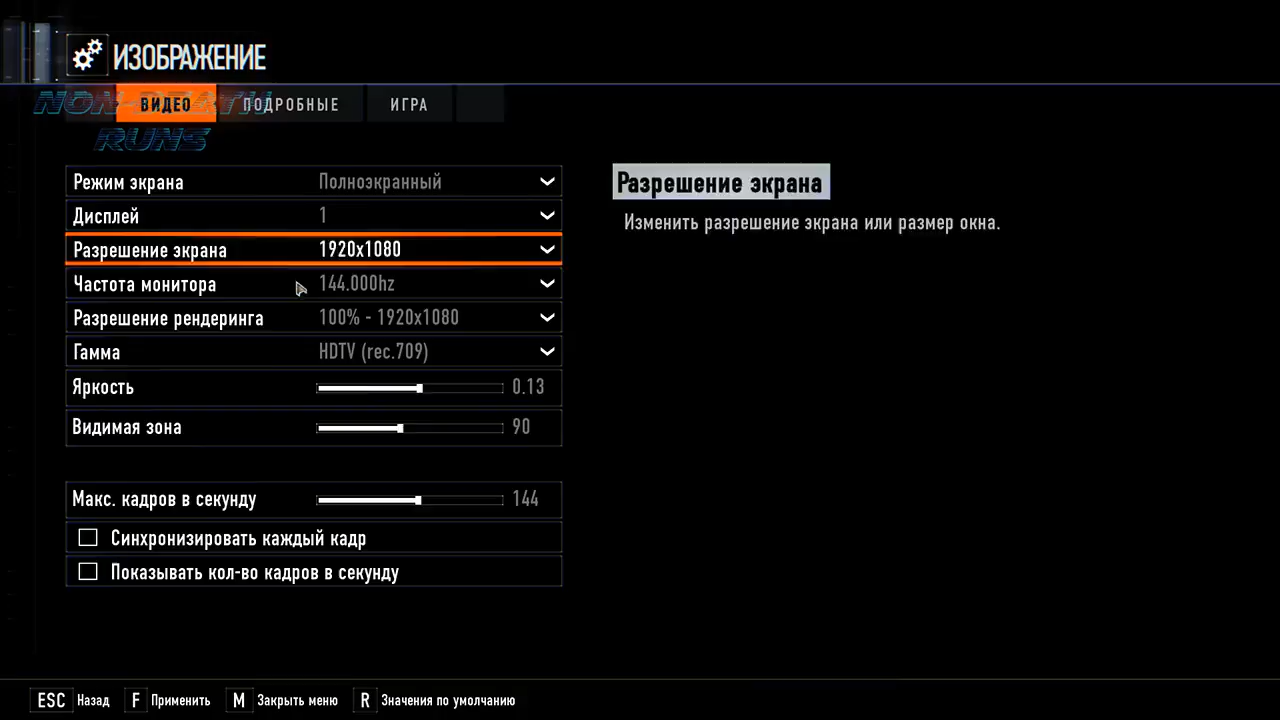 ИЗОБРАЖЕНИЕ
ВИДЕО ПОДРОБНЫЕ ИГРА
NON-DEATH
RUNS
Режим экрана Полноэкранный
Дисплей 1
Разрешение экрана 1920x1080
Частота монитора 144.000hz
Разрешение рендеринга 100% - 1920x1080
Гамма HDTV (rec.709)
Яркость 0.13
Видимая зона 90
Макс. кадров в секунду 144
Синхронизировать каждый кадр
Показывать кол-во кадров в секунду
Разрешение экрана
Изменить разрешение экрана или размер окна.
ESC Назад F Применить M Закрыть меню R Значения по умолчанию